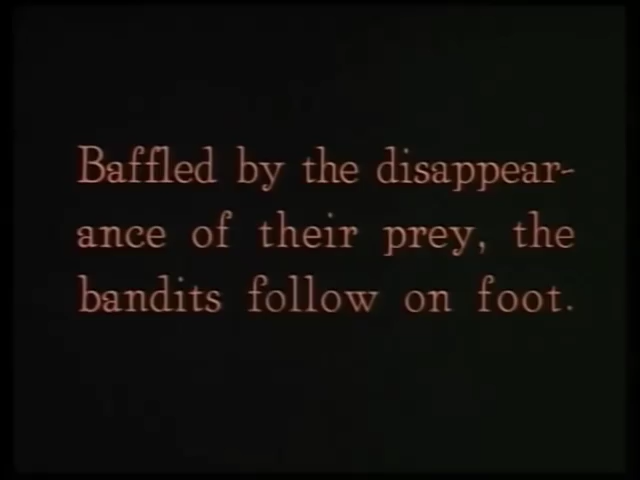 Baffled by the disappear-
ance of their prey, the
bandits follow on foot.